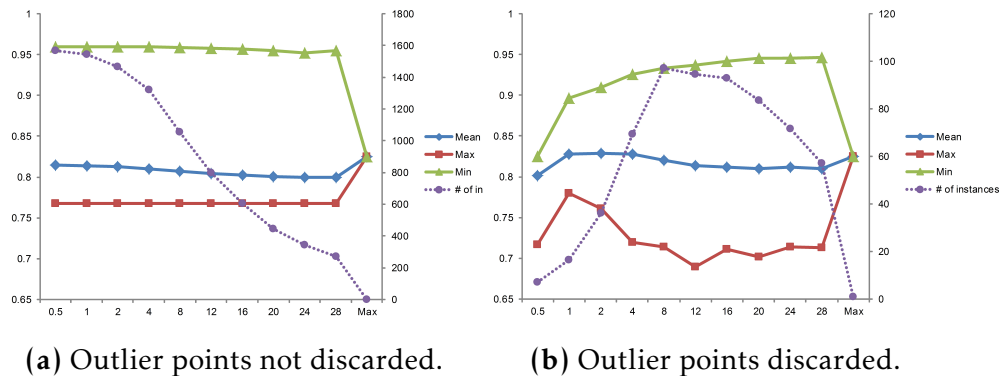 1
0.95
0.9
0.85
0.8
0.75
0.7
0.65
1800
1600
1400
1200
1000
800
600
400
200
0
0.5 1 2 4 8 12 16 20 24 28 Max
Mean
Max
Min
# of in
(a) Outlier points not discarded.
1
0.95
0.9
0.85
0.8
0.75
0.7
0.65
120
100
80
60
40
20
0
0.5 1 2 4 8 12 16 20 24 28 Max
Mean
Max
Min
# of instances
(b) Outlier points discarded.